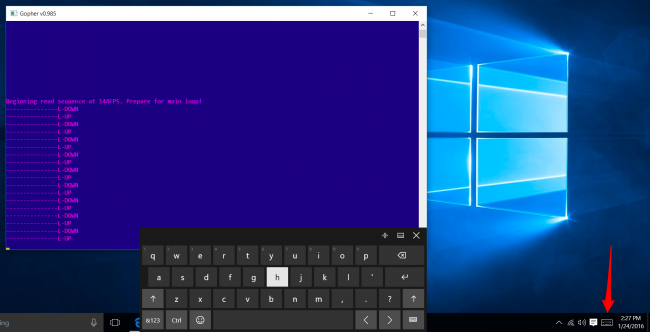 Gopher v0.985
Beginning read sequence at 144FPS. Prepare for main loop!
----------------L-DOWN
----------------L-UP
----------------L-DOWN
----------------L-UP
----------------L-DOWN
----------------L-UP
----------------L-DOWN
----------------L-UP
----------------L-DOWN
----------------L-UP
----------------L-DOWN
----------------L-UP
----------------L-DOWN
----------------L-UP
----------------L-DOWN
----------------L-UP
----------------L-DOWN
----------------L-UP
q w e r t y u i o p
a s d f g h j k l '
z x c v b n m , . ?
&123 Ctrl
ing
2:27 PM
1/24/2016